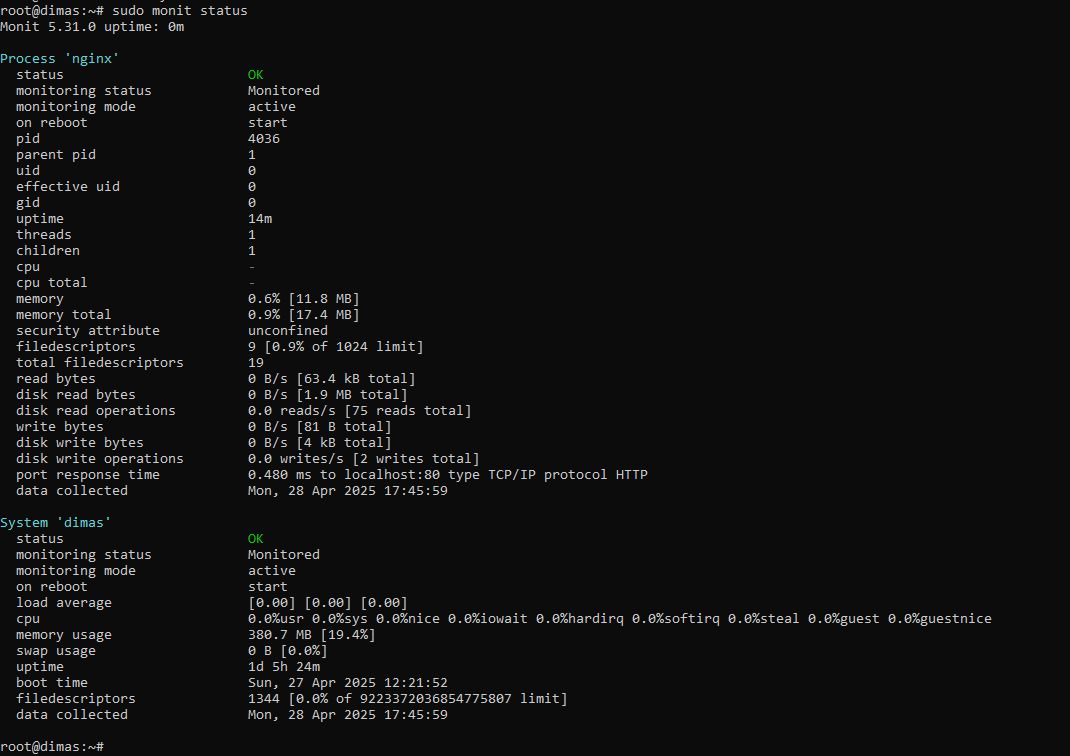 root@dimas:~# sudo monit status
Monit 5.31.0 uptime: 0m
Process 'nginx'
status OK
monitoring status Monitored
monitoring mode active
on reboot start
pid 4036
parent pid 1
uid 0
effective uid 0
gid 0
uptime 14m
threads 1
children 1
cpu -
cpu total -
memory 0.6% [11.8 MB]
memory total 0.9% [17.4 MB]
security attribute unconfined
filedescriptors 9 [0.9% of 1024 limit]
total filedescriptors 19
read bytes 0 B/s [63.4 kB total]
disk read bytes 0 B/s [1.9 MB total]
disk read operations 0.0 reads/s [75 reads total]
write bytes 0 B/s [81 B total]
disk write bytes 0 B/s [4 kB total]
disk write operations 0.0 writes/s [2 writes total]
port response time 0.480 ms to localhost:80 type TCP/IP protocol HTTP
data collected Mon, 28 Apr 2025 17:45:59
System 'dimas'
status OK
monitoring status Monitored
monitoring mode active
on reboot start
load average [0.00] [0.00] [0.00]
cpu 0.0%usr 0.0%sys 0.0%nice 0.0%iowait 0.0%hardirq 0.0%softirq 0.0%steal 0.0%guest 0.0%guestnice
memory usage 380.7 MB [19.4%]
swap usage 0 B [0.0%]
uptime 1d 5h 24m
boot time Sun, 27 Apr 2025 12:21:52
filedescriptors 1344 [0.0% of 9223372036854775807 limit]
data collected Mon, 28 Apr 2025 17:45:59
root@dimas:~#